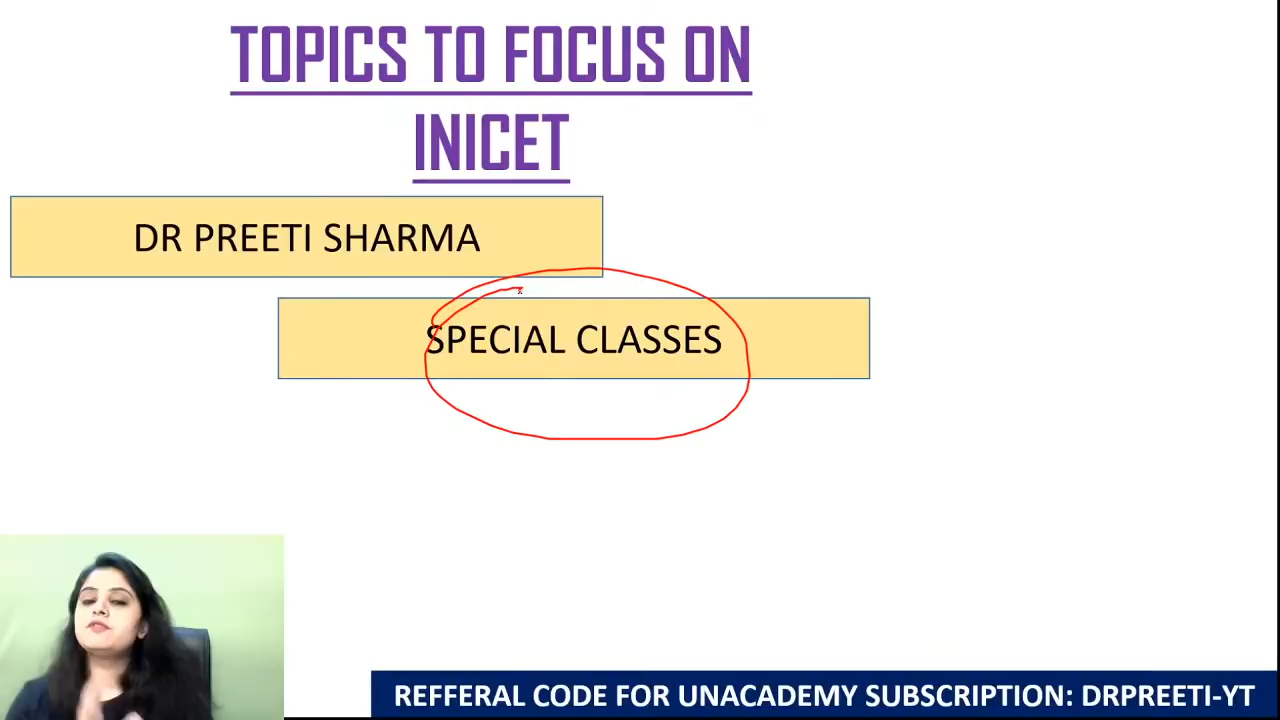 TOPICS TO FOCUS ON
INICET
DR PREETI SHARMA
SPECIAL CLASSES
REFFERAL CODE FOR UNACADEMY SUBSCRIPTION: DRPREETI-YT